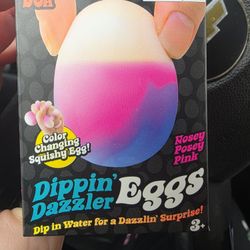 Color
Changing
Squishy Egg!
Nosey
Posey
Pink
Dippin'
Dazzler
Eggs
Dip in Water for a Dazzlin' Surprise!
3+